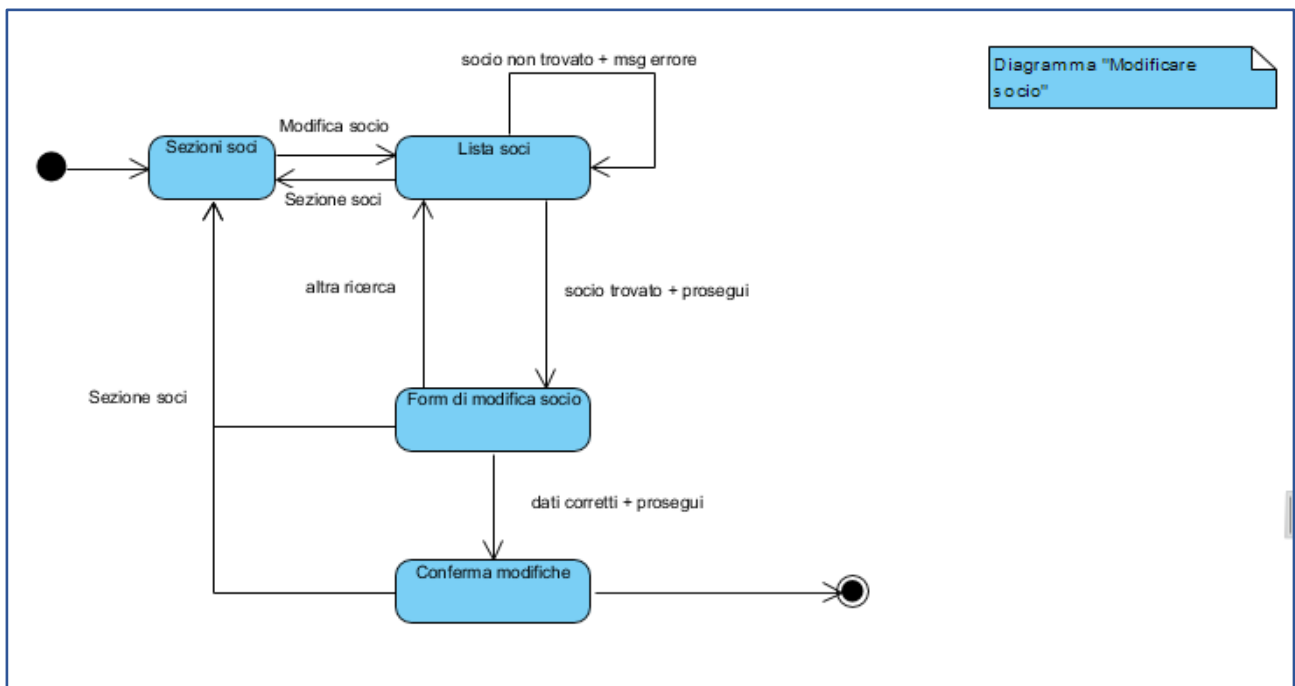 socio non trovato + msg errore
Diagramma "Modificare
socio"
Modifica socio
Sezioni soci
Lista soci
Sezione soci
altra ricerca
socio trovato + prosegui
Sezione soci
Form di modifica socio
dati corretti + prosegui
Conferma modifiche